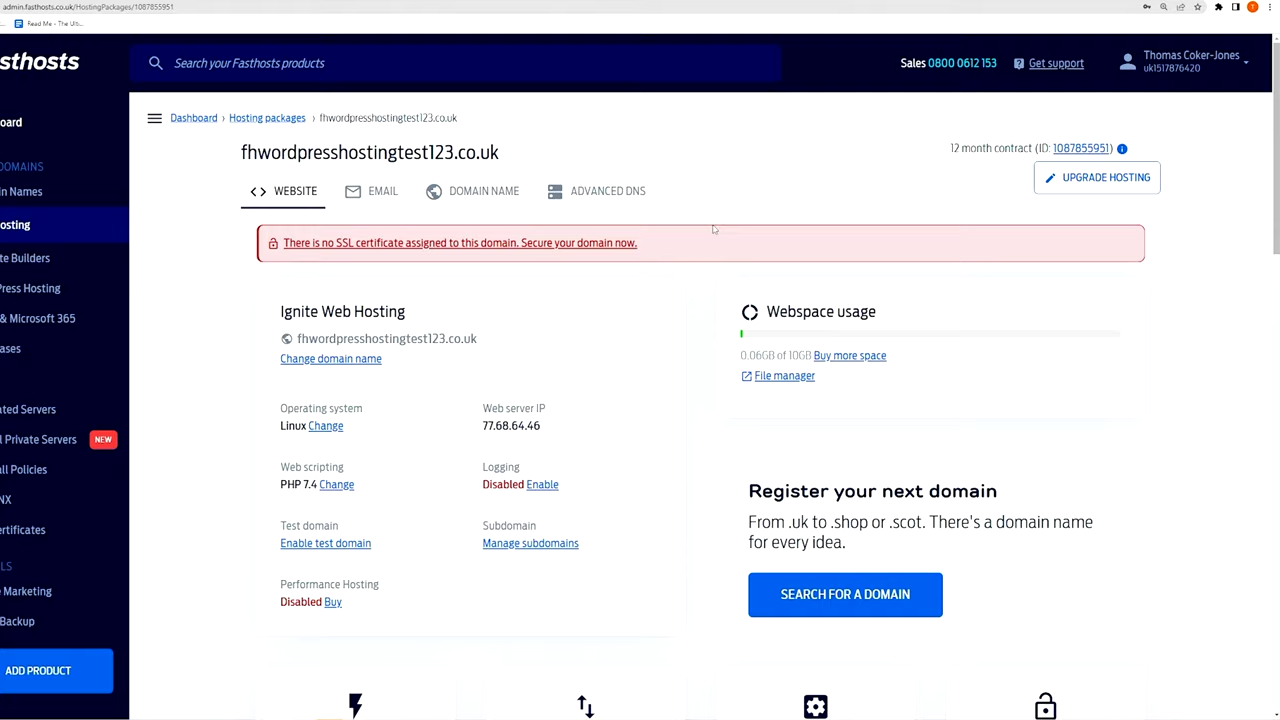 admin.fasthosts.co.uk/HostingPackages/1087855951
Read Me - The Ulti...
sthosts
Search your Fasthosts products
Sales 0800 0612 153
Get support
Thomas Coker-Jones
uk1517876420
oard
DOMAINS
in Names
osting
te Builders
Press Hosting
& Microsoft 365
ases
ated Servers
l Private Servers NEW
all Policies
NX
ertificates
LS
e Marketing
Backup
ADD PRODUCT
Dashboard › Hosting packages › fhwordpresshostingtest123.co.uk
fhwordpresshostingtest123.co.uk
12 month contract (ID: 1087855951)
UPGRADE HOSTING
WEBSITE EMAIL DOMAIN NAME ADVANCED DNS
There is no SSL certificate assigned to this domain. Secure your domain now.
Ignite Web Hosting
fhwordpresshostingtest123.co.uk
Change domain name
Operating system
Linux Change
Web server IP
77.68.64.46
Web scripting
PHP 7.4 Change
Logging
Disabled Enable
Test domain
Enable test domain
Subdomain
Manage subdomains
Performance Hosting
Disabled Buy
Webspace usage
0.06GB of 10GB Buy more space
File manager
Register your next domain
From .uk to .shop or .scot. There's a domain name
for every idea.
SEARCH FOR A DOMAIN